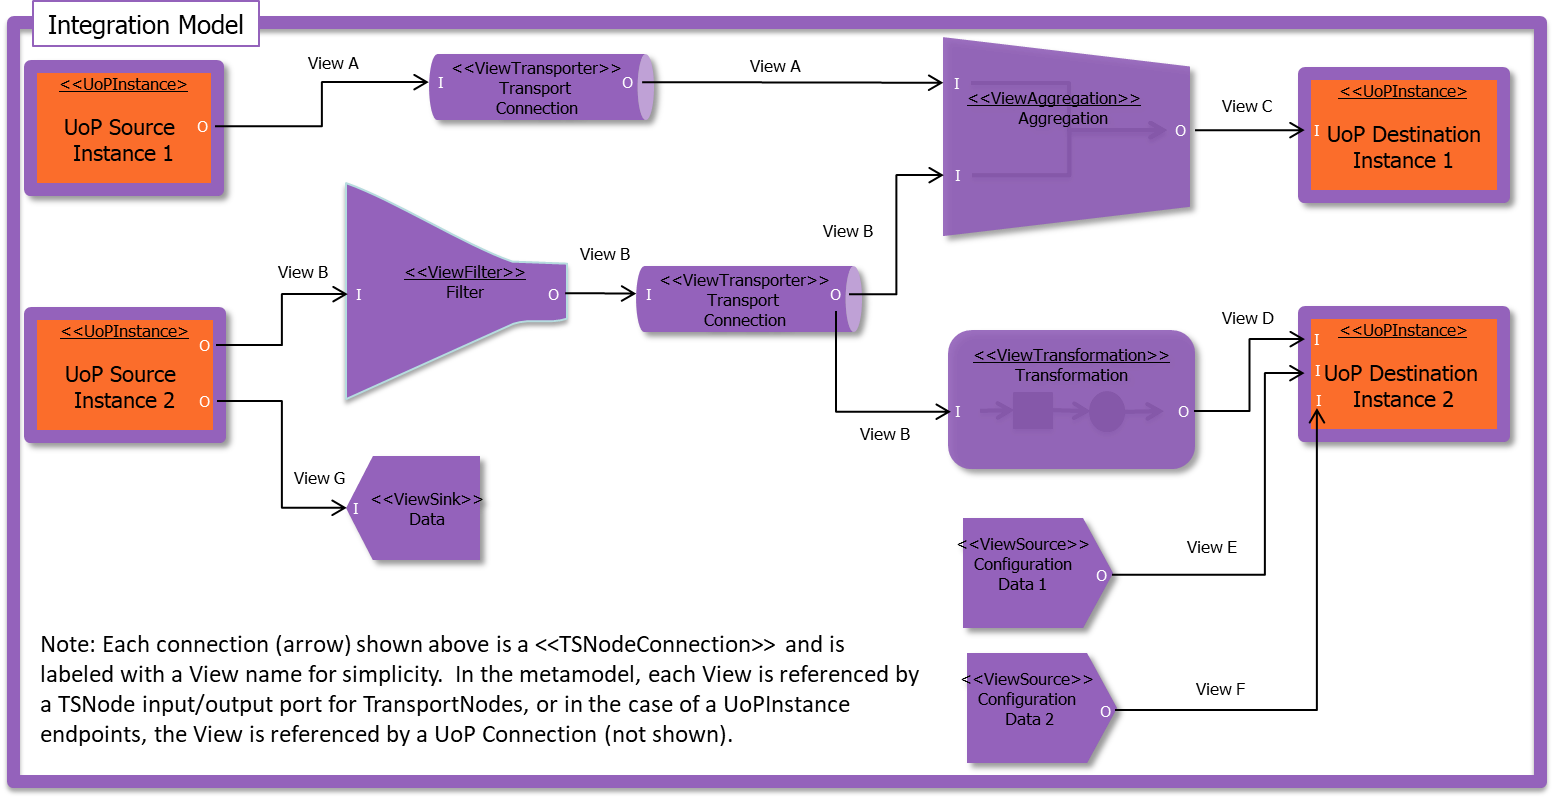 Integration Model
<<UoPInstance>
UoP Source
Instance 1
O
View A
I
<<ViewTransporter>>
Transport
Connection
O
View A
I
I
<<ViewAggregation>>
Aggregation
O
View C
<<UoPInstance>
I
UoP Destination
Instance 1
<<UoPInstance>
UoP Source
Instance 2
O
O
View B
I
<<ViewFilter>>
Filter
O
View B
I
<<ViewTransporter>>
Transport
Connection
O
View B
View B
<<ViewTransformation>>
Transformation
I
O
View D
<<UoPInstance>
I
I
I
UoP Destination
Instance 2
View G
I
<<ViewSink>>
Data
<<ViewSource>>
Configuration
Data 1
O
View E
<<ViewSource>>
Configuration
Data 2
O
View F
Note: Each connection (arrow) shown above is a <<TSNodeConnection>> and is
labeled with a View name for simplicity. In the metamodel, each View is referenced by
a TSNode input/output port for TransportNodes, or in the case of a UoPInstance
endpoints, the View is referenced by a UoP Connection (not shown).